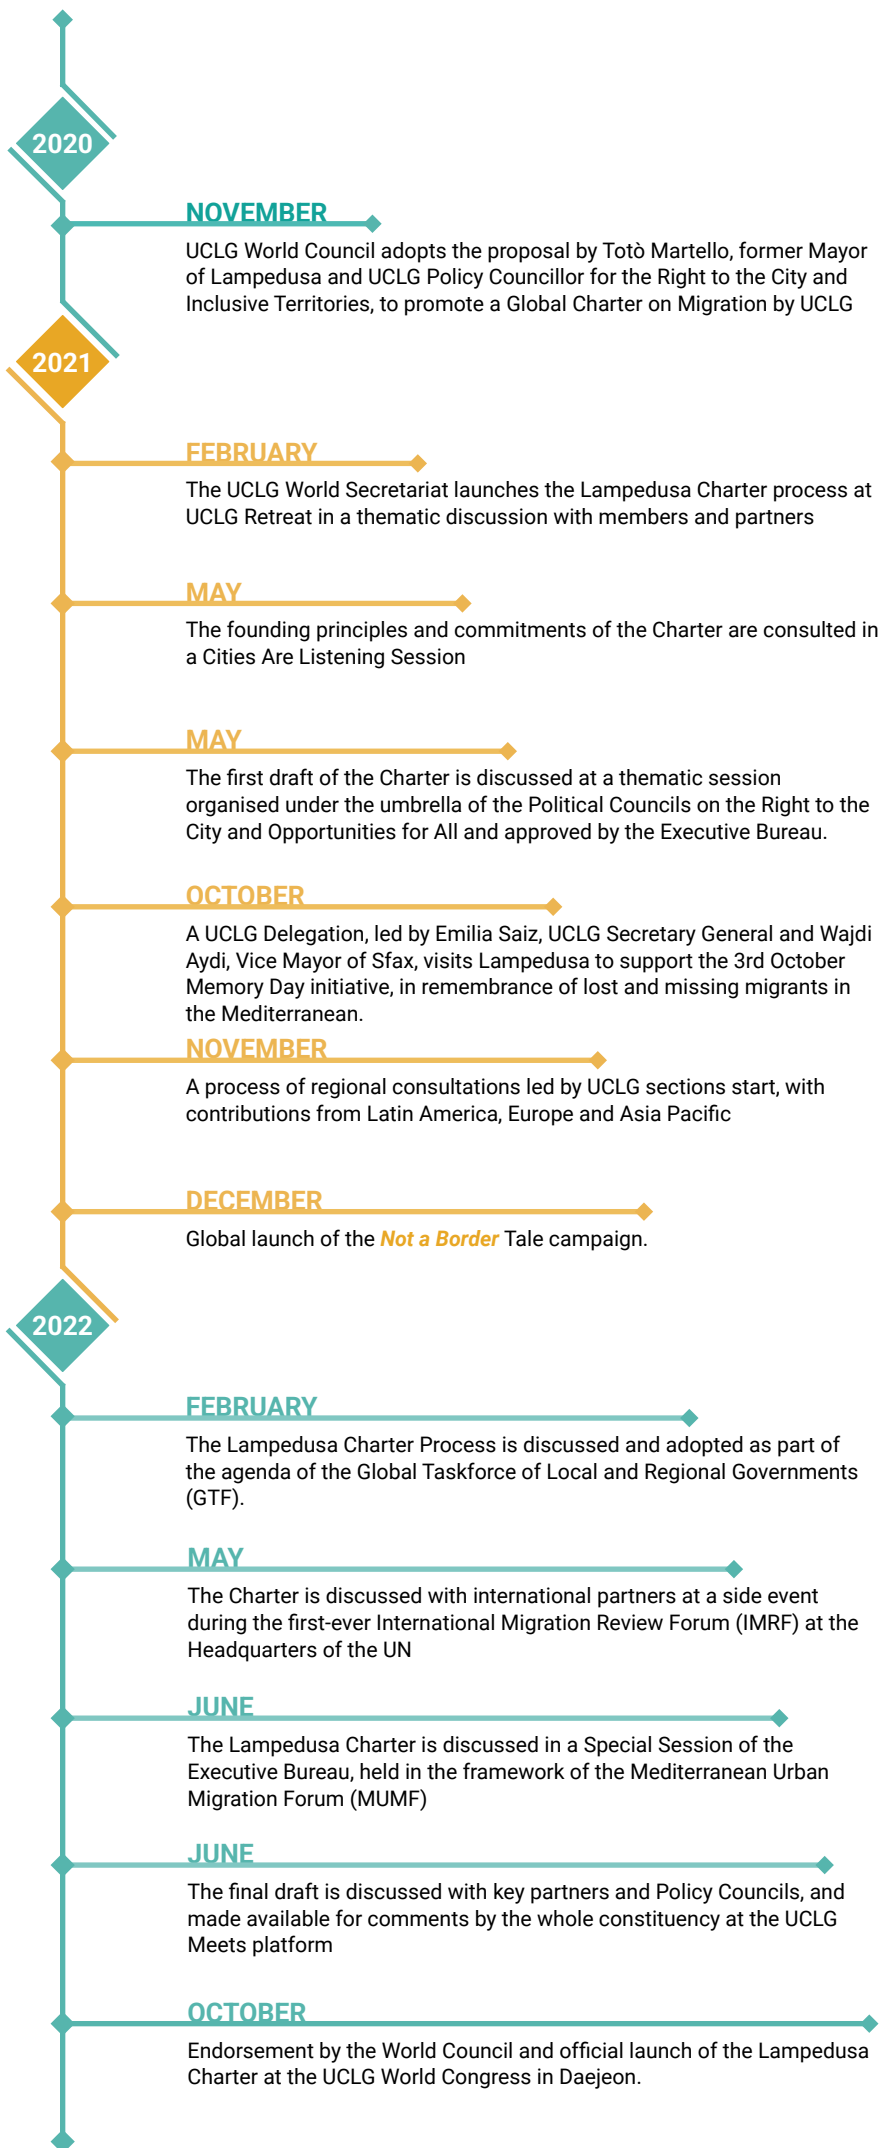 2020
NOVEMBER
UCLG World Council adopts the proposal by Totò Martello, former Mayor
of Lampedusa and UCLG Policy Councillor for the Right to the City and
Inclusive Territories, to promote a Global Charter on Migration by UCLG
2021
FEBRUARY
The UCLG World Secretariat launches the Lampedusa Charter process at
UCLG Retreat in a thematic discussion with members and partners
MAY
The founding principles and commitments of the Charter are consulted in
a Cities Are Listening Session
MAY
The first draft of the Charter is discussed at a thematic session
organised under the umbrella of the Political Councils on the Right to the
City and Opportunities for All and approved by the Executive Bureau.
OCTOBER
A UCLG Delegation, led by Emilia Saiz, UCLG Secretary General and Wajdi
Aydi, Vice Mayor of Sfax, visits Lampedusa to support the 3rd October
Memory Day initiative, in remembrance of lost and missing migrants in
the Mediterranean.
NOVEMBER
A process of regional consultations led by UCLG sections start, with
contributions from Latin America, Europe and Asia Pacific
DECEMBER
Global launch of the Not a Border Tale campaign.
2022
FEBRUARY
The Lampedusa Charter Process is discussed and adopted as part of
the agenda of the Global Taskforce of Local and Regional Governments
(GTF).
MAY
The Charter is discussed with international partners at a side event
during the first-ever International Migration Review Forum (IMRF) at the
Headquarters of the UN
JUNE
The Lampedusa Charter is discussed in a Special Session of the
Executive Bureau, held in the framework of the Mediterranean Urban
Migration Forum (MUMF)
JUNE
The final draft is discussed with key partners and Policy Councils, and
made available for comments by the whole constituency at the UCLG
Meets platform
OCTOBER
Endorsement by the World Council and official launch of the Lampedusa
Charter at the UCLG World Congress in Daejeon.